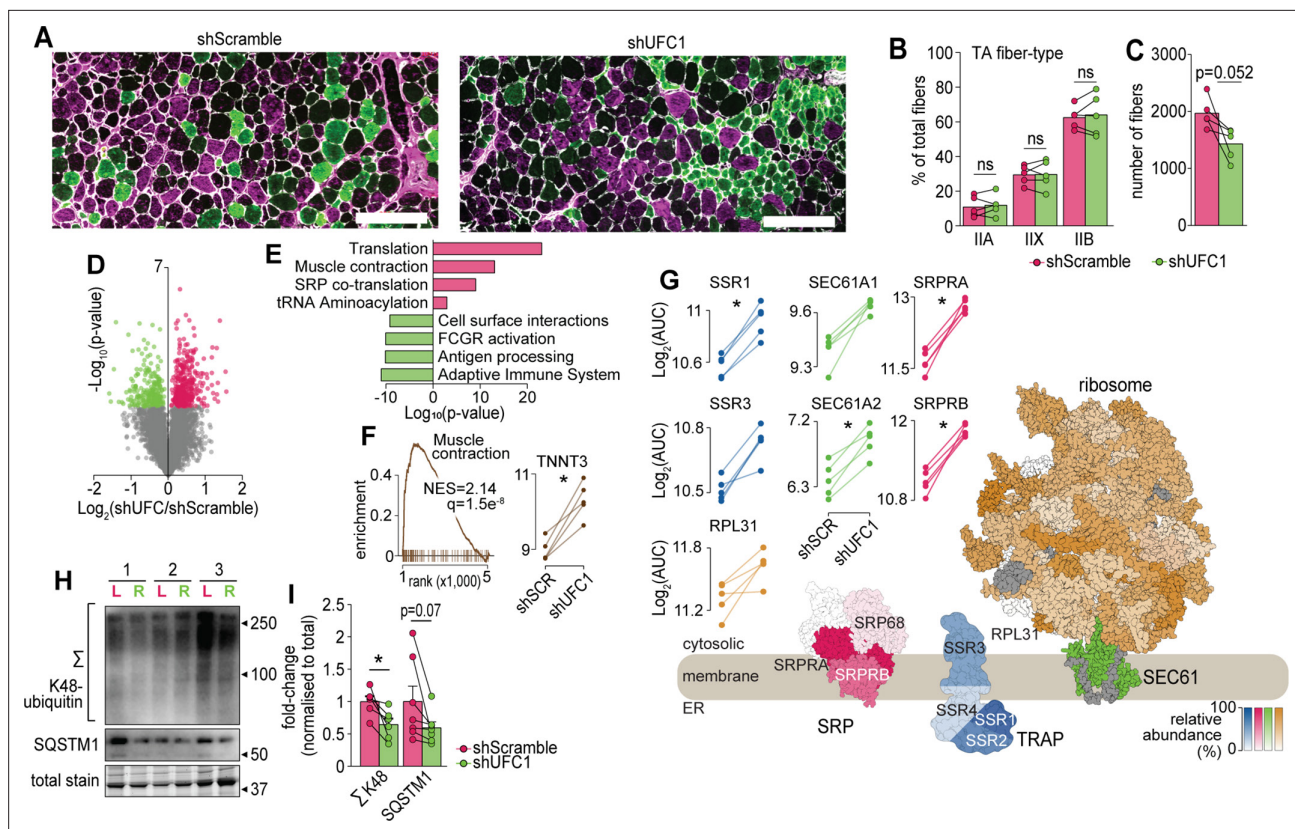 A
shScramble
shUFC1
B
TA fiber-type
% of total fibers
100
80
60
40
20
0
ns
ns
ns
IIA
IIX
IIB
C
number of fibers
3000
2000
1000
0
p=0.052
shScramble
shUFC1
D
7
-Log10(p-value)
-2
-1
0
1
2
Log2(shUFC/shScramble)
E
Translation
Muscle contraction
SRP co-translation
tRNA Aminoacylation
Cell surface interactions
FCGR activation
Antigen processing
Adaptive Immune System
-10
0
10
20
Log10(p-value)
F
Muscle
contraction
enrichment
0.4
0.2
0
NES=2.14
q=1.5e-8
1
rank (x1,000)
5
TNNT3
11
9
*
shSCR
shUFC1
G
SSR1
Log2(AUC)
11
10.6
*
SEC61A1
9.6
9.3
SRPRA
13
11.5
*
SSR3
Log2(AUC)
10.8
10.5
SEC61A2
7.2
6.3
*
shSCR
shUFC1
SRPRB
12
10.8
*
RPL31
Log2(AUC)
11.8
11.2
ribosome
cytosolic
membrane
ER
SRP68
SRPRA
SRPRB
SRP
SSR3
SSR4
SSR1
SSR2
TRAP
RPL31
SEC61
relative
abundance
(%)
100
0
H
1
2
3
L
R
L
R
L
R
Σ
K48-
ubiquitin
250
100
SQSTM1
50
total stain
37
I
fold-change
(normalised to total)
2.5
2
1.5
1
0.5
0
*
p=0.07
Σ K48
SQSTM1
shScramble
shUFC1